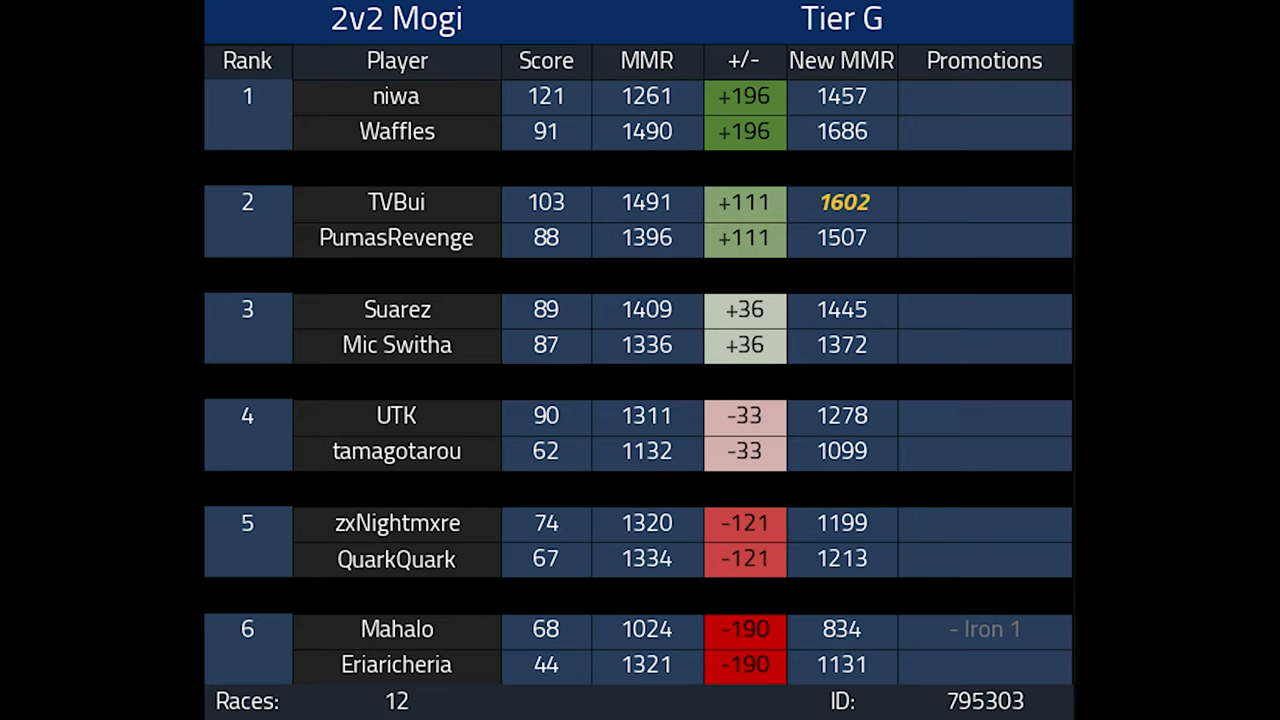 2v2 Mogi Tier G
Rank Player Score MMR +/- New MMR Promotions
1 niwa 121 1261 +196 1457
Waffles 91 1490 +196 1686
2 TVBui 103 1491 +111 1602
PumasRevenge 88 1396 +111 1507
3 Suarez 89 1409 +36 1445
Mic Switha 87 1336 +36 1372
4 UTK 90 1311 -33 1278
tamagotarou 62 1132 -33 1099
5 zxNightmxre 74 1320 -121 1199
QuarkQuark 67 1334 -121 1213
6 Mahalo 68 1024 -190 834 - Iron 1
Eriaricheria 44 1321 -190 1131
Races: 12 ID: 795303